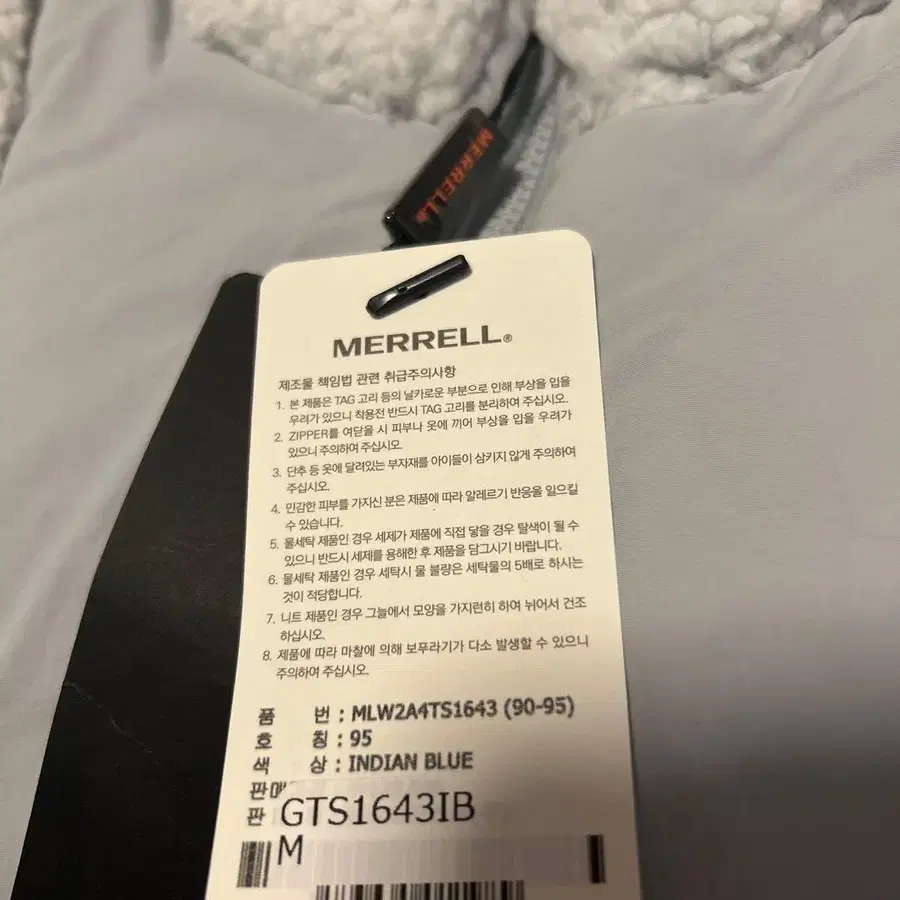 MERRELL
MERRELL®
제조물 책임법 관련 취급주의사항
1. 본 제품은 TAG 고리 등의 날카로운 부분으로 인해 부상을 입을
우려가 있으니 착용전 반드시 TAG 고리를 분리하여 주십시오.
2. ZIPPER를 여닫을 시 피부나 옷에 끼어 부상을 입을 우려가
있으니 주의하여 주십시오.
3. 단추 등 옷에 달려있는 부자재를 아이들이 삼키지 않게 주의하여
주십시오.
4. 민감한 피부를 가지신 분은 제품에 따라 알레르기 반응을 일으킬
수 있습니다.
5. 물세탁 제품인 경우 세제가 제품에 직접 닿을 경우 탈색이 될 수
있으니 반드시 세제를 용해한 후 제품을 담그시기 바랍니다.
6. 물세탁 제품인 경우 세탁시 물 불량은 세탁물의 5배로 하시는
것이 적당합니다.
7. 니트 제품인 경우 그늘에서 모양을 가지런히 하여 뉘어서 건조
하십시오.
8. 제품에 따라 마찰에 의해 보푸라기가 다소 발생할 수 있으니
주의하여 주십시오.
품 번 : MLW2A4TS1643 (90-95)
호 칭 : 95
색 상 : INDIAN BLUE
판매
판 GTS1643IB
M